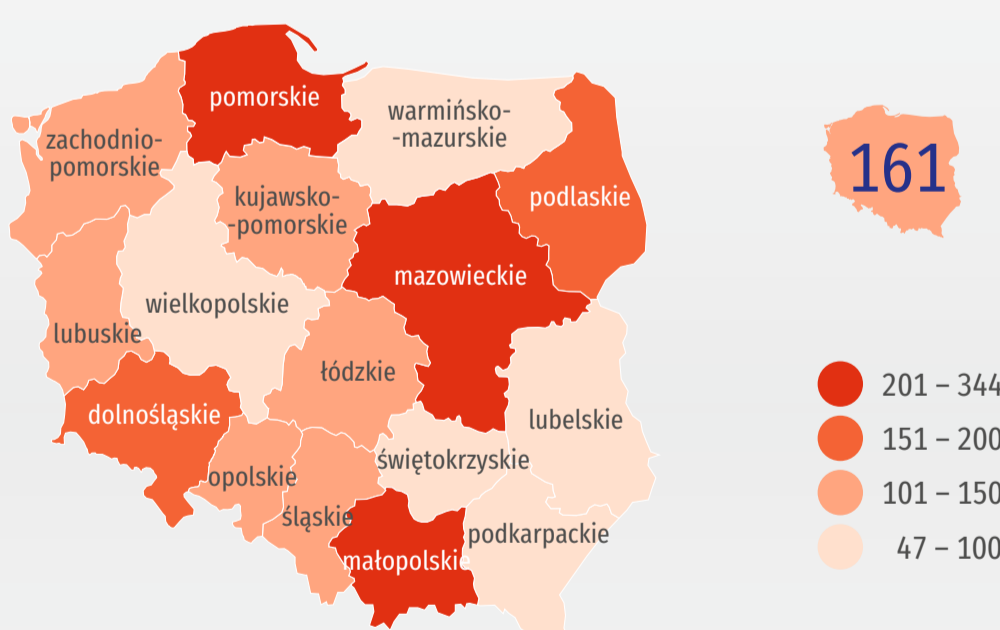 pomorskie
warmińsko-
-mazurskie
zachodnio-
pomorskie
kujawsko-
-pomorskie
podlaskie
mazowieckie
wielkopolskie
lubuskie
łódzkie
dolnośląskie
lubelskie
świętokrzyskie
opolskie
śląskie
podkarpackie
małopolskie
161
201 – 344
151 – 200
101 – 150
47 – 100